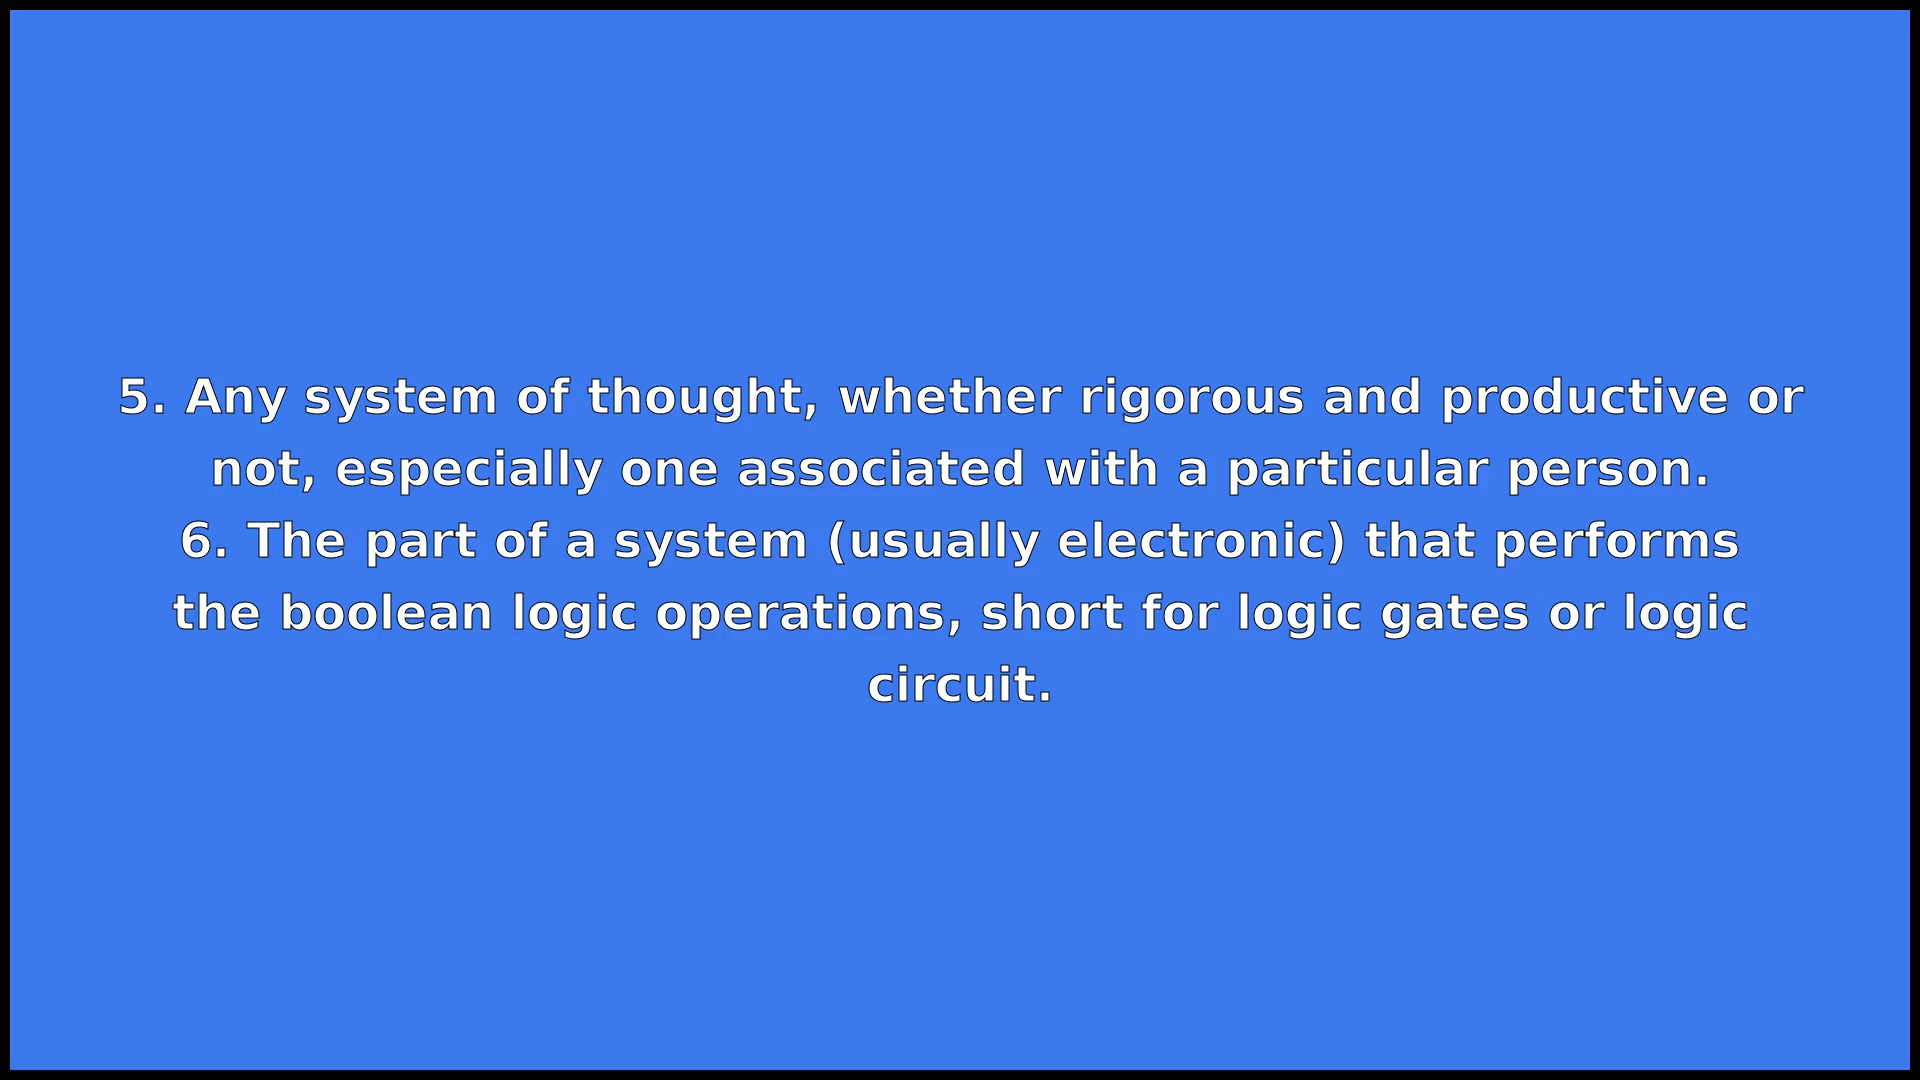 5. Any system of thought, whether rigorous and productive or
not, especially one associated with a particular person.
6. The part of a system (usually electronic) that performs
the boolean logic operations, short for logic gates or logic
circuit.